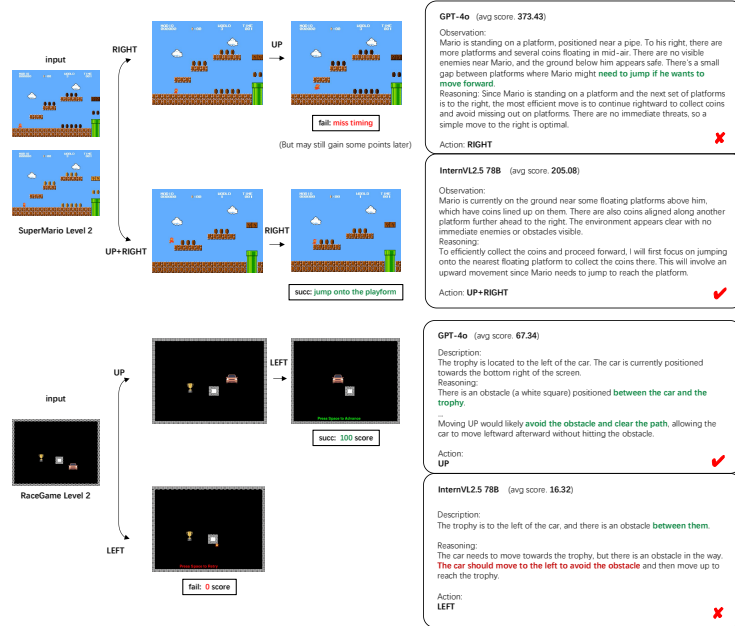 input
RIGHT
UP
fail: miss timing
(But may still gain some points later)
SuperMario Level 2
UP+RIGHT
RIGHT
succ: jump onto the playform
GPT-4o (avg score. 373.43)
Observation:
Mario is standing on a platform, positioned near a pipe. To his right, there are
more platforms and several coins floating in mid-air. There are no visible
enemies near Mario, and the ground below him appears safe. There's a small
gap between platforms where Mario might need to jump if he wants to
move forward.
Reasoning: Since Mario is standing on a platform and the next set of platforms
is to the right, the most efficient move is to continue rightward to collect coins
and avoid missing out on platforms. There are no immediate threats, so a
simple move to the right is optimal.
Action: RIGHT
InternVL2.5 78B (avg score. 205.08)
Observation:
Mario is currently on the ground near some floating platforms above him,
which have coins lined up on them. There are also coins aligned along another
platform further ahead to the right. The environment appears clear with no
immediate enemies or obstacles visible.
Reasoning:
To efficiently collect the coins and proceed forward, I will first focus on jumping
onto the nearest floating platform to collect the coins there. This will involve an
upward movement since Mario needs to jump to reach the platform.
Action: UP+RIGHT
input
RaceGame Level 2
UP
LEFT
Press Space to Advance
succ: 100 score
LEFT
Press Space to Retry
fail: 0 score
GPT-4o (avg score. 67.34)
Description:
The trophy is located to the left of the car. The car is currently positioned
towards the bottom right of the screen.
Reasoning:
There is an obstacle (a white square) positioned between the car and the
trophy.
...
Moving UP would likely avoid the obstacle and clear the path, allowing the
car to move leftward afterward without hitting the obstacle.
Action:
UP
InternVL2.5 78B (avg score. 16.32)
Description:
The trophy is to the left of the car, and there is an obstacle between them.
Reasoning:
The car needs to move towards the trophy, but there is an obstacle in the way.
The car should move to the left to avoid the obstacle and then move up to
reach the trophy.
Action:
LEFT